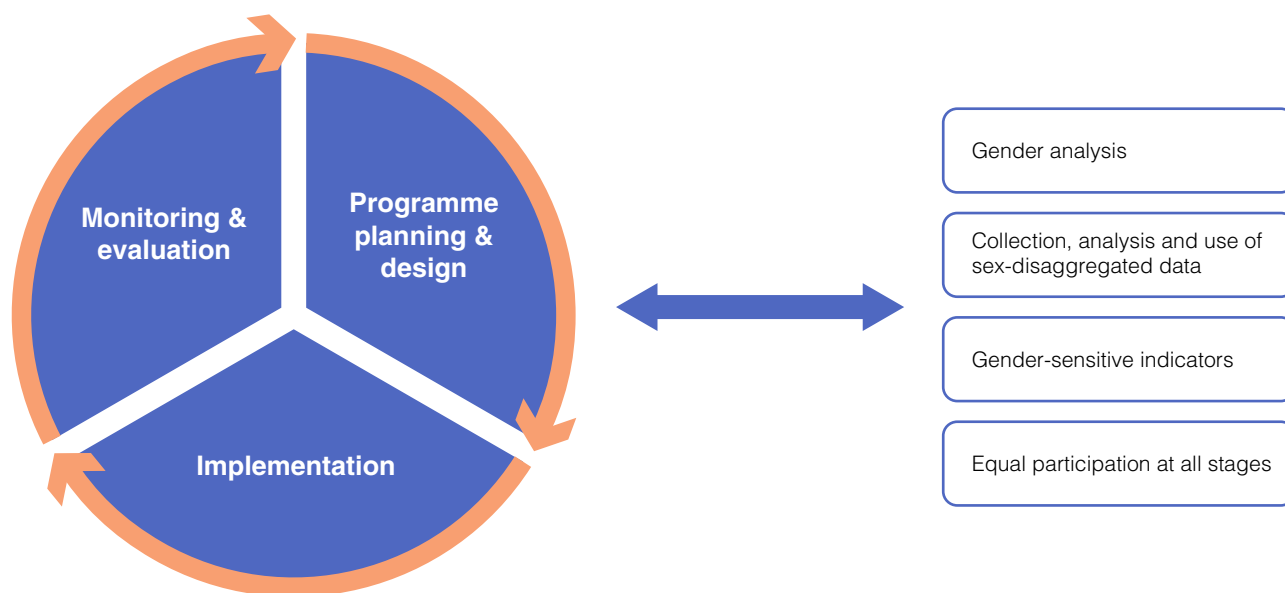 Monitoring &
evaluation
Programme
planning &
design
Implementation
Gender analysis
Collection, analysis and use of
sex-disaggregated data
Gender-sensitive indicators
Equal participation at all stages